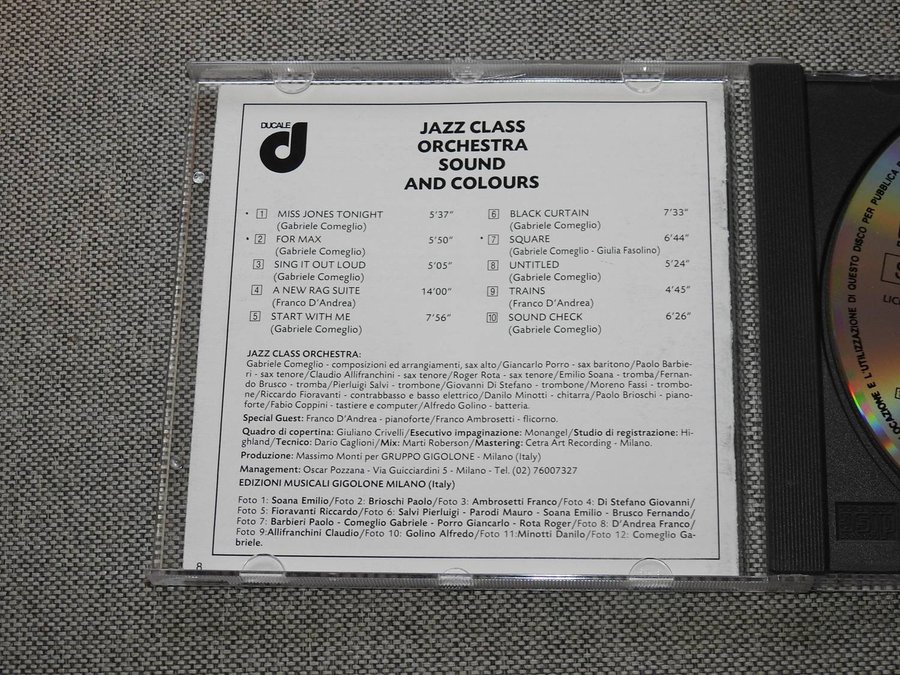 DUCALE
d
JAZZ CLASS
ORCHESTRA
SOUND
AND COLOURS
• 1 MISS JONES TONIGHT 5'37"
(Gabriele Comeglio)
• 2 FOR MAX 5'50"
(Gabriele Comeglio)
3 SING IT OUT LOUD 5'05"
(Gabriele Comeglio)
4 A NEW RAG SUITE 14'00"
(Franco D'Andrea)
5 START WITH ME 7'56"
(Gabriele Comeglio)
6 BLACK CURTAIN 7'33"
(Gabriele Comeglio)
• 7 SQUARE 6'44"
(Gabriele Comeglio - Giulia Fasolino)
8 UNTITLED 5'24"
(Gabriele Comeglio)
9 TRAINS 4'45"
(Franco D'Andrea)
10 SOUND CHECK 6'26"
(Gabriele Comeglio)
JAZZ CLASS ORCHESTRA:
Gabriele Comeglio - composizioni ed arrangiamenti, sax alto/Giancarlo Porro - sax baritono/Paolo Barbie-
ri - sax tenore/Claudio Allifranchini - sax tenore/Roger Rota - sax tenore/Emilio Soana - tromba/Fernan-
do Brusco - tromba/Pierluigi Salvi - trombone/Giovanni Di Stefano - trombone/Moreno Fassi - trombo-
ne/Riccardo Fioravanti - contrabbasso e basso elettrico/Danilo Minotti - chitarra/Paolo Brioschi - piano-
forte/Fabio Coppini - tastiere e computer/Alfredo Golino - batteria.
Special Guest: Franco D'Andrea - pianoforte/Franco Ambrosetti - flicorno.
Quadro di copertina: Giuliano Crivelli/Esecutivo impaginazione: Monangel/Studio di registrazione: Hi-
ghland/Tecnico: Dario Caglioni/Mix: Marti Roberson/Mastering: Cetra Art Recording - Milano.
Produzione: Massimo Monti per GRUPPO GIGOLONE - Milano (Italy)
Management: Oscar Pozzana - Via Guicciardini 5 - Milano - Tel. (02) 76007327
EDIZIONI MUSICALI GIGOLONE MILANO (Italy)
Foto 1: Soana Emilio/Foto 2: Brioschi Paolo/Foto 3: Ambrosetti Franco/Foto 4: Di Stefano Giovanni/
Foto 5: Fioravanti Riccardo/Foto 6: Salvi Pierluigi - Parodi Mauro - Soana Emilio - Brusco Fernando/
Foto 7: Barbieri Paolo - Comeglio Gabriele - Porro Giancarlo - Rota Roger/Foto 8: D'Andrea Franco/
Foto 9:Allifranchini Claudio/Foto 10: Golino Alfredo/Foto 11:Minotti Danilo/Foto 12: Comeglio Ga-
briele.
8
E L'UTILIZZAZIONE DI QUESTO DISCO PER PUBBLICA